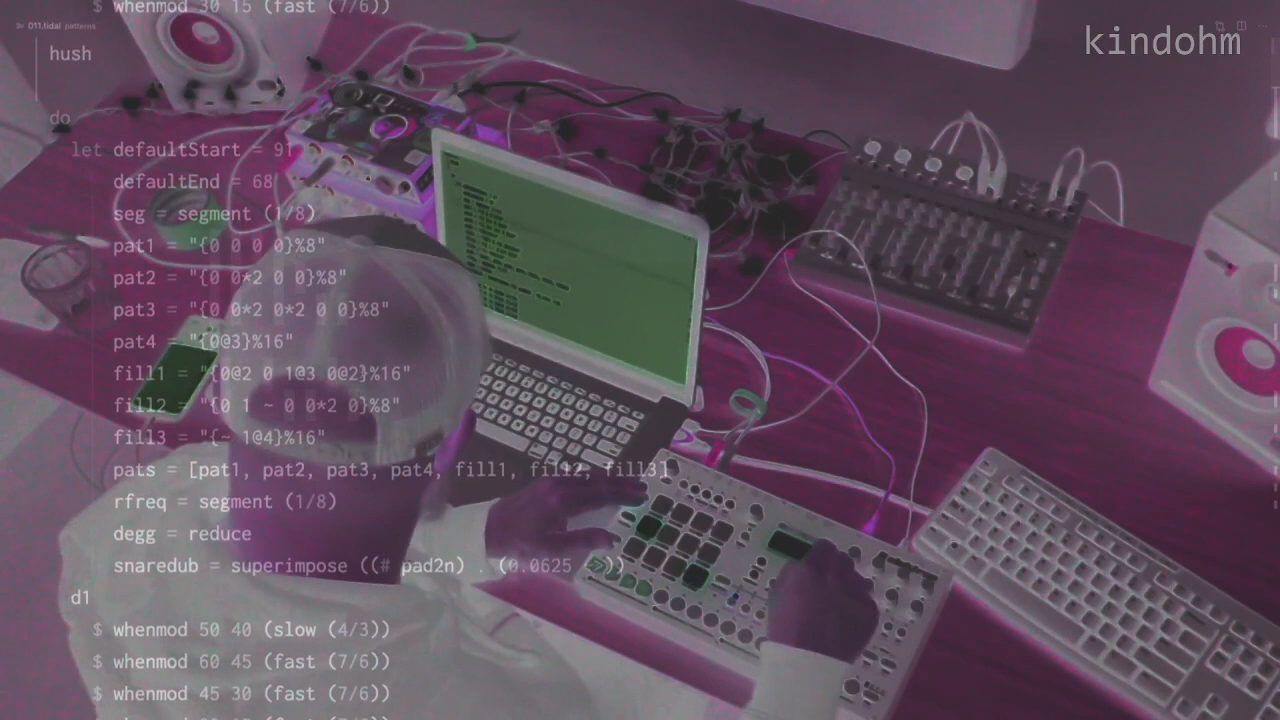 $ whenmod 30 15 (fast (7/6))
011.tidal patterns
kindohm
hush
do
let defaultStart = 91
defaultEnd = 68
seg = segment (1/8)
pat1 = "{0 0 0 0}%8"
pat2 = "{0 0*2 0 0}%8"
pat3 = "{0 0*2 0*2 0 0}%8"
pat4 = "{0@3}%16"
fill1 = "{0@2 0 1@3 0@2}%16"
fill2 = "{0 1 ~ 0 0*2 0}%8"
fill3 = "{~ 1@4}%16"
pats = [pat1, pat2, pat3, pat4, fill1, fill2, fill3]
rfreq = segment (1/8)
degg = reduce
snaredub = superimpose ((# pad2n) . (0.0625 ~>))
d1
$ whenmod 50 40 (slow (4/3))
$ whenmod 60 45 (fast (7/6))
$ whenmod 45 30 (fast (7/6))